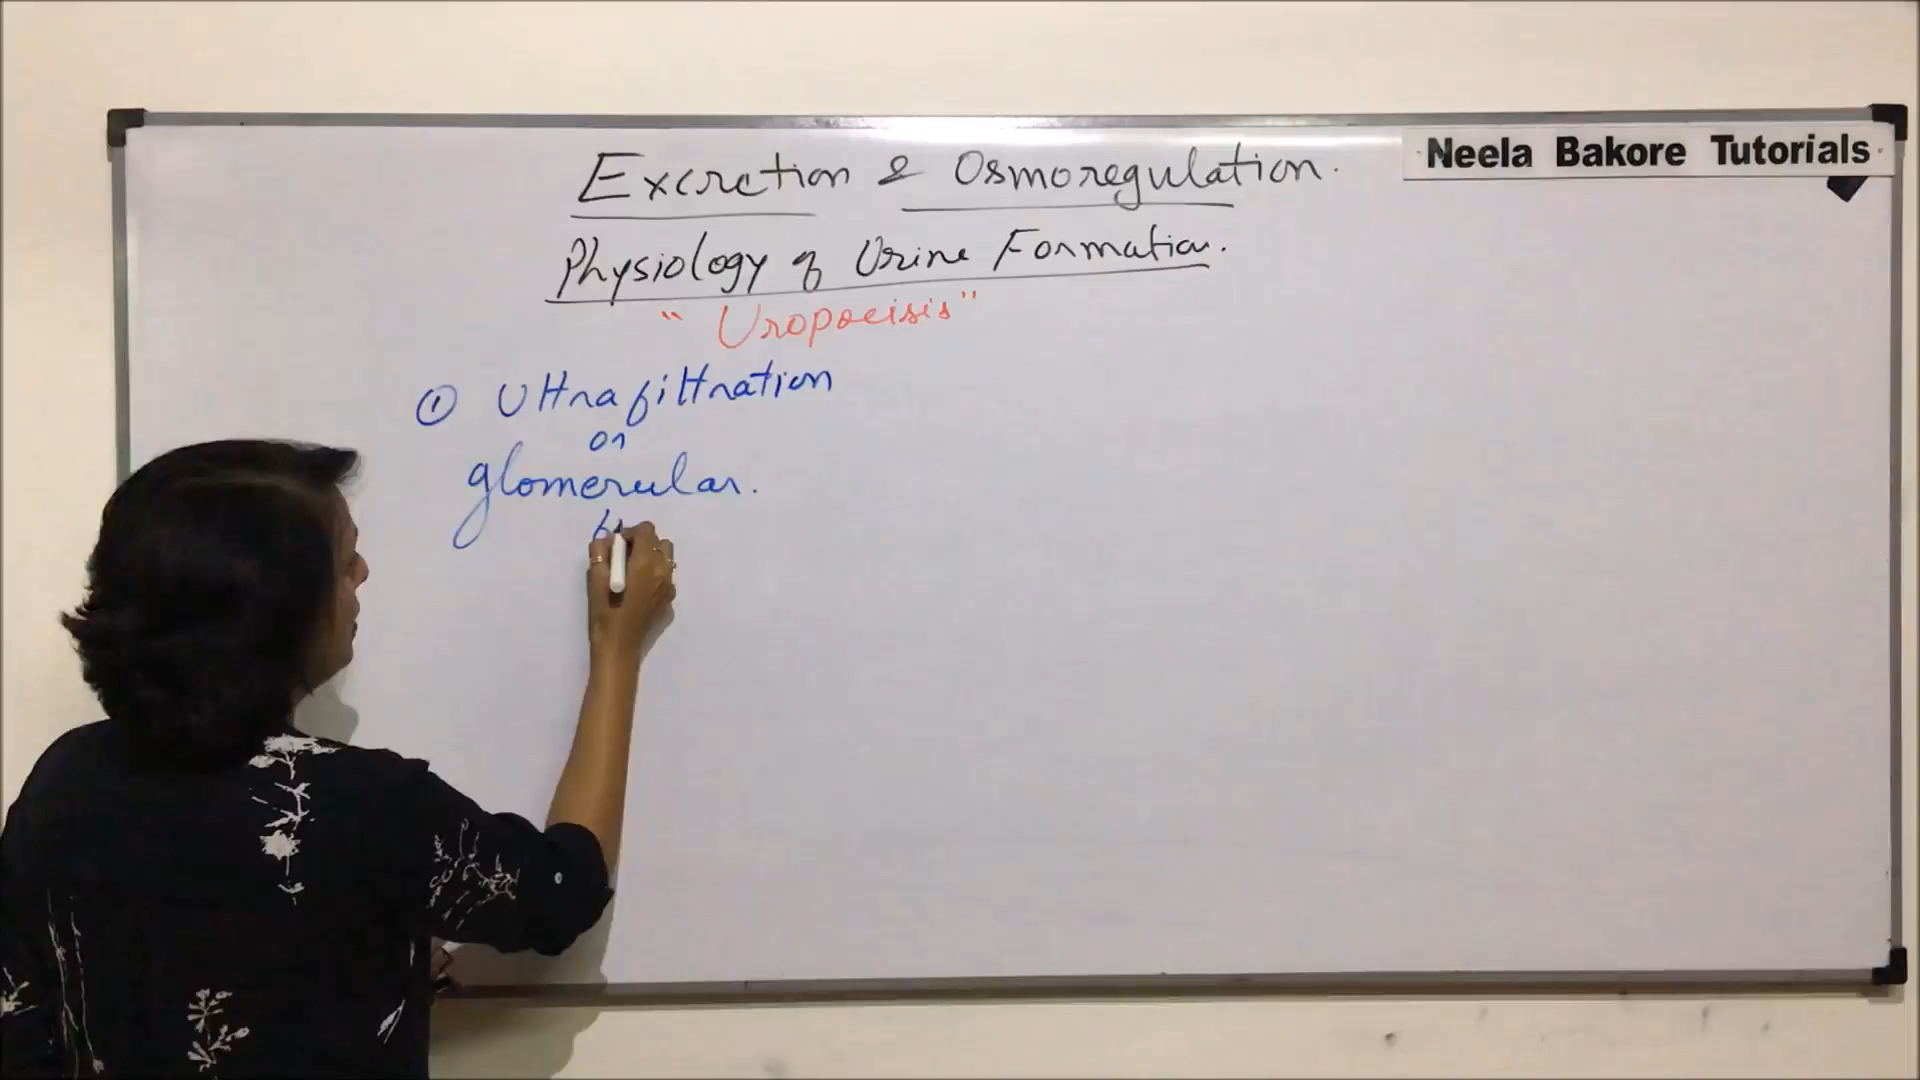 Neela Bakore Tutorials
Excretion & Osmoregulation.
Physiology of Urine Formation.
"Uropoeisis"
① Ultrafiltration
or
glomerular.